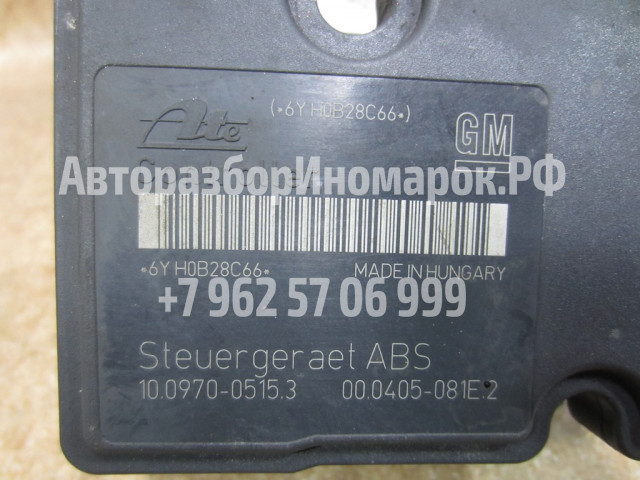 (*6Y H0B28C66*)
Ate
GM
АвторазборИномарок.РФ
*6Y H0B28C66*
MADE IN HUNGARY
+7 962 57 06 999
Steuergeraet ABS
10.0970-0515.3 00.0405-081E.2